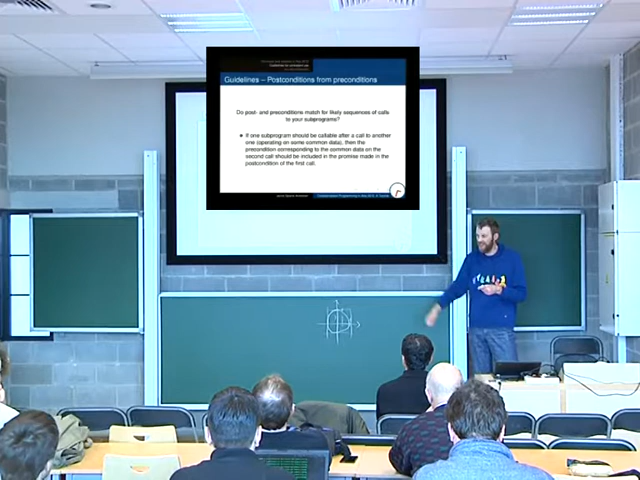 Guidelines – Postconditions from preconditions
Do post- and preconditions match for likely sequences of calls
to your subprograms?
If one subprogram should be callable after a call to another
one (operating on some common data), then the
precondition corresponding to the common data on the
second call should be included in the promise made in the
postcondition of the first call.